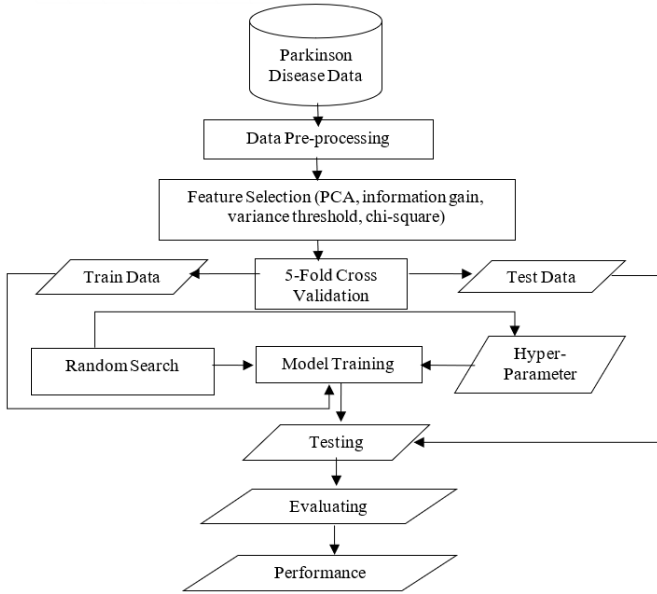 Parkinson
Disease Data
Data Pre-processing
Feature Selection (PCA, information gain,
variance threshold, chi-square)
Train Data
5-Fold Cross
Validation
Test Data
Random Search
Model Training
Hyper-
Parameter
Testing
Evaluating
Performance